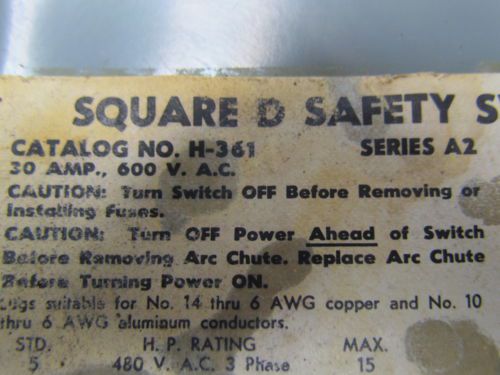 SQUARE D SAFETY
CATALOG NO. H-361 SERIES A2
30 AMP., 600 V. A.C.
CAUTION: Turn Switch OFF Before Removing or
Installing Fuses.
CAUTION: Turn OFF Power Ahead of Switch
Before Removing Arc Chute. Replace Arc Chute
Before Turning Power ON.
Lugs suitable for No. 14 thru 6 AWG copper and No. 10
thru 6 AWG aluminum conductors.
STD. H. P. RATING MAX.
5 480 V. A.C. 3 Phase 15